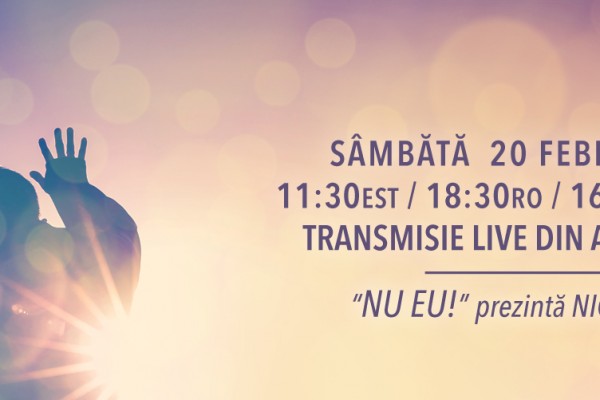 SÂMBĂTĂ 20 FEB
11:30EST / 18:30RO / 16
TRANSMISIE LIVE DIN A
“NU EU!” prezintă NI